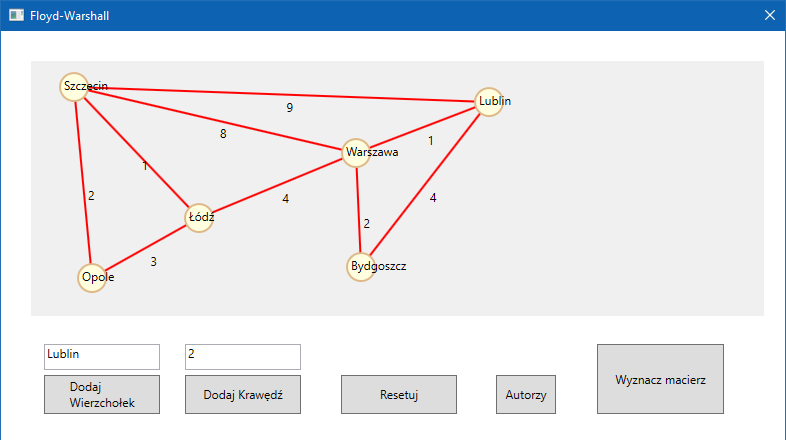 Floyd-Warshall
Szczecin
Lublin
9
8
1
Warszawa
1
2
4
4
Łódź
2
3
Bydgoszcz
Opole
Lublin
2
Dodaj
Wierzchołek
Dodaj Krawędź
Resetuj
Autorzy
Wyznacz macierz